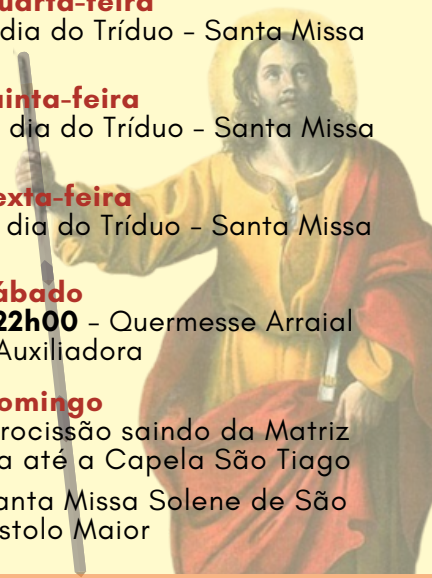 uarta-feira
dia do Tríduo - Santa Missa
uinta-feira
dia do Tríduo - Santa Missa
exta-feira
dia do Tríduo - Santa Missa
ábado
22h00 - Quermesse Arraial
Auxiliadora
omingo
rocissão saindo da Matriz
a até a Capela São Tiago
anta Missa Solene de São
stolo Maior